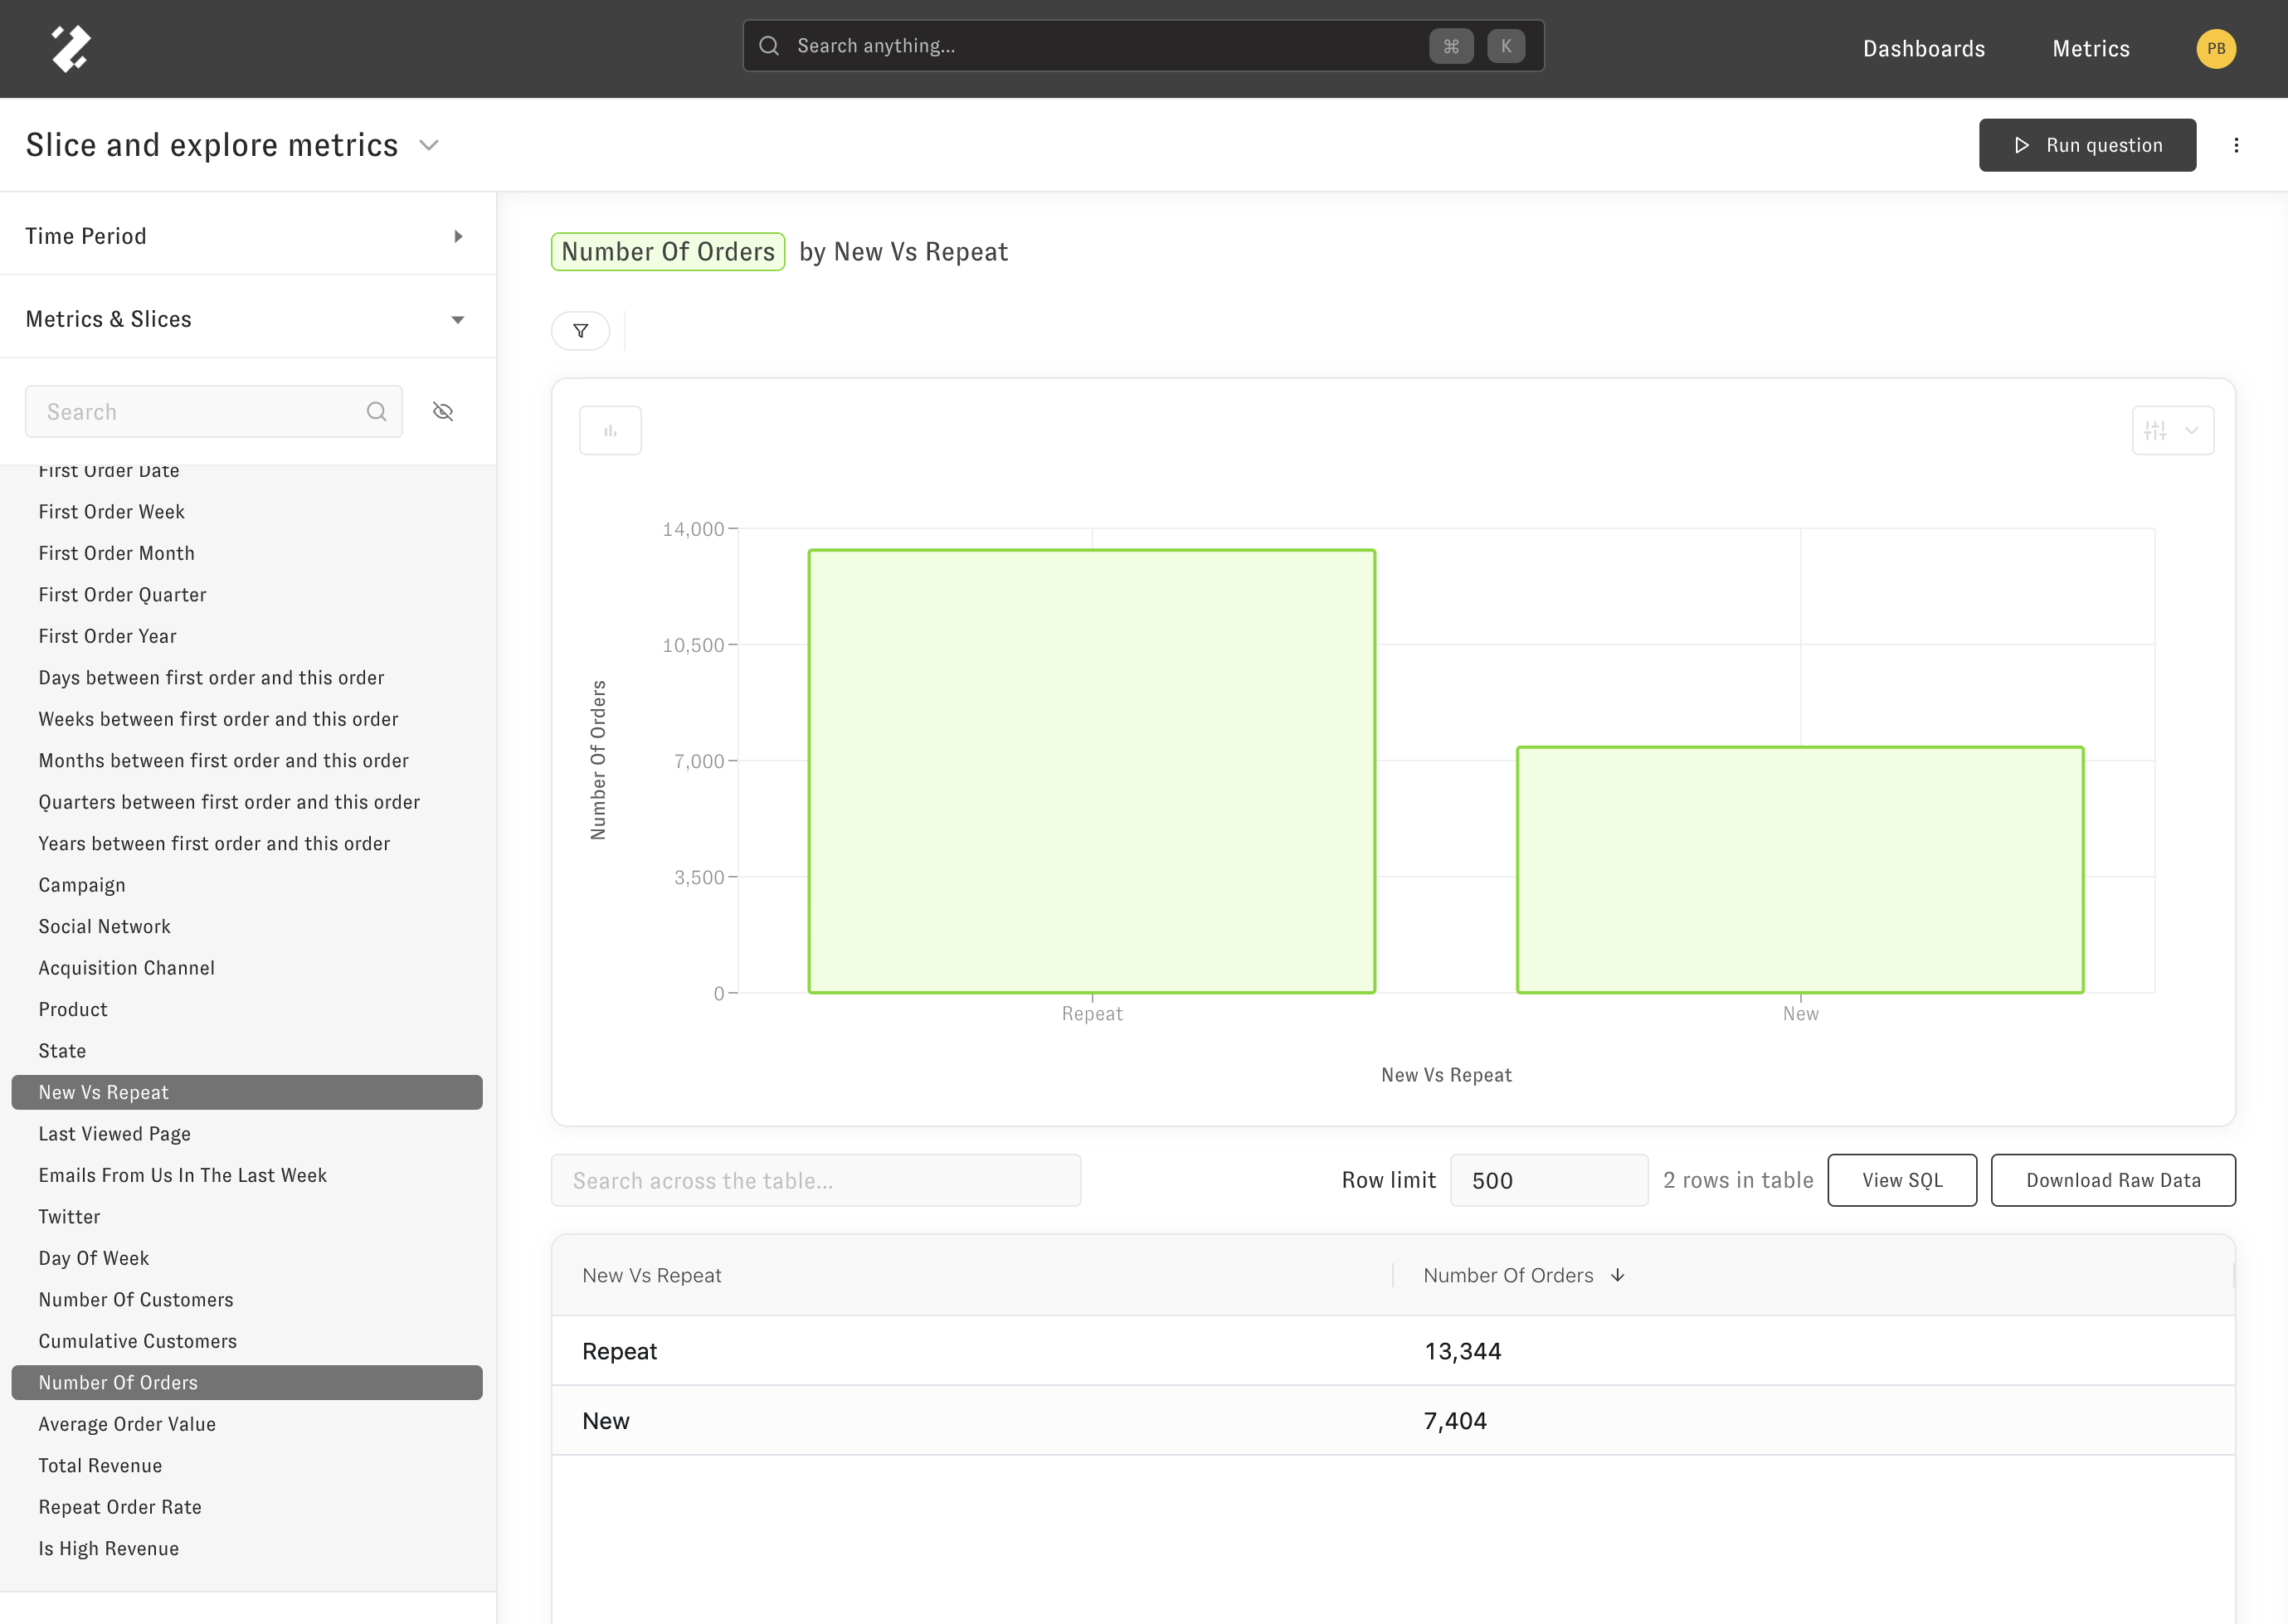 Search anything...
⌘
K
Dashboards
Metrics
PB
Slice and explore metrics
Run question
Time Period
Metrics & Slices
Search
First Order Date
First Order Week
First Order Month
First Order Quarter
First Order Year
Days between first order and this order
Weeks between first order and this order
Months between first order and this order
Quarters between first order and this order
Years between first order and this order
Campaign
Social Network
Acquisition Channel
Product
State
New Vs Repeat
Last Viewed Page
Emails From Us In The Last Week
Twitter
Day Of Week
Number Of Customers
Cumulative Customers
Number Of Orders
Average Order Value
Total Revenue
Repeat Order Rate
Is High Revenue
Number Of Orders by New Vs Repeat
14,000
10,500
7,000
3,500
0
Number Of Orders
Repeat
New
New Vs Repeat
Search across the table...
Row limit
500
2 rows in table
View SQL
Download Raw Data
New Vs Repeat
Number Of Orders
Repeat
13,344
New
7,404